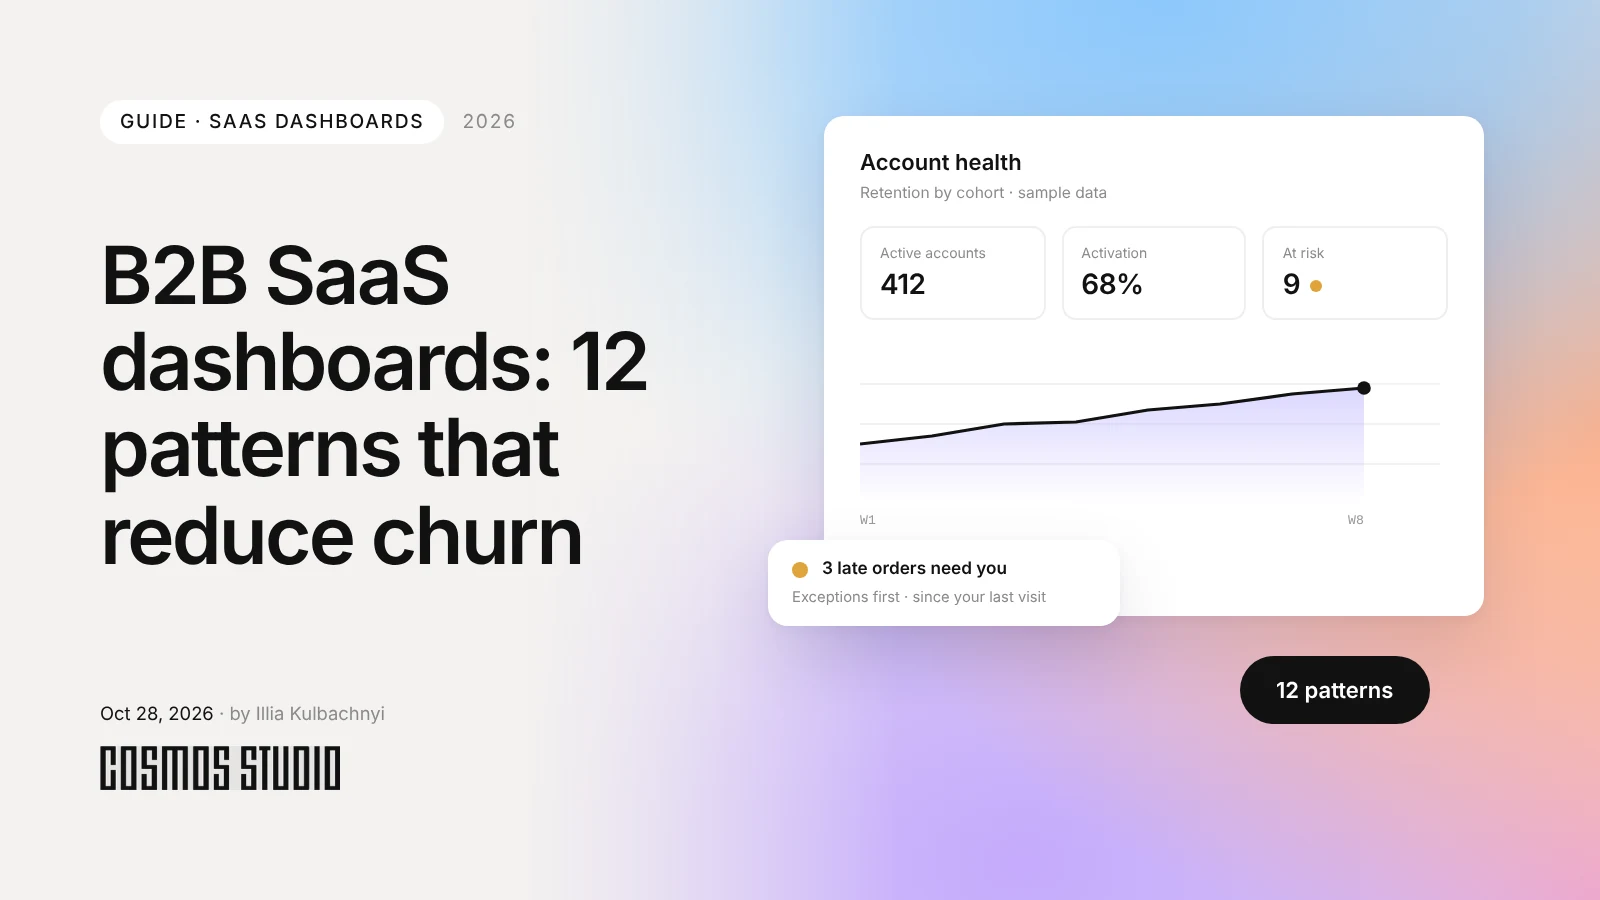 GUIDE · SAAS DASHBOARDS 2026
B2B SaaS
dashboards: 12
patterns that
reduce churn
Oct 28, 2026 · by Illia Kulbachnyi
COSMOS STUDIO
Account health
Retention by cohort · sample data
Active accounts
412
Activation
68%
At risk
9
W1 W8
3 late orders need you
Exceptions first · since your last visit
12 patterns